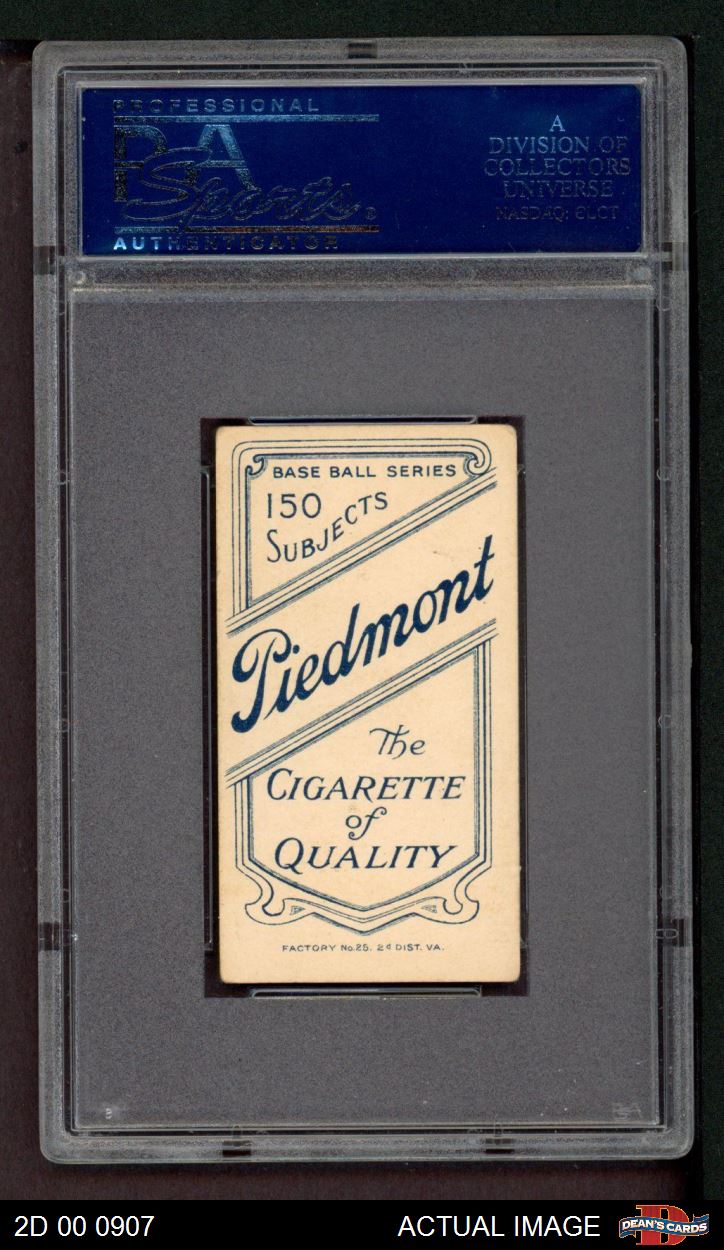 PROFESSIONAL
PSA
Sports
AUTHENTICATOR
A
DIVISION OF
COLLECTORS
UNIVERSE
NASDAQ: CLCT
BASE BALL SERIES
150
SUBJECTS
Piedmont
The
CIGARETTE
of
QUALITY
FACTORY No.25. 2d DIST. VA.
2D 00 0907
ACTUAL IMAGE
DEAN'S CARDS